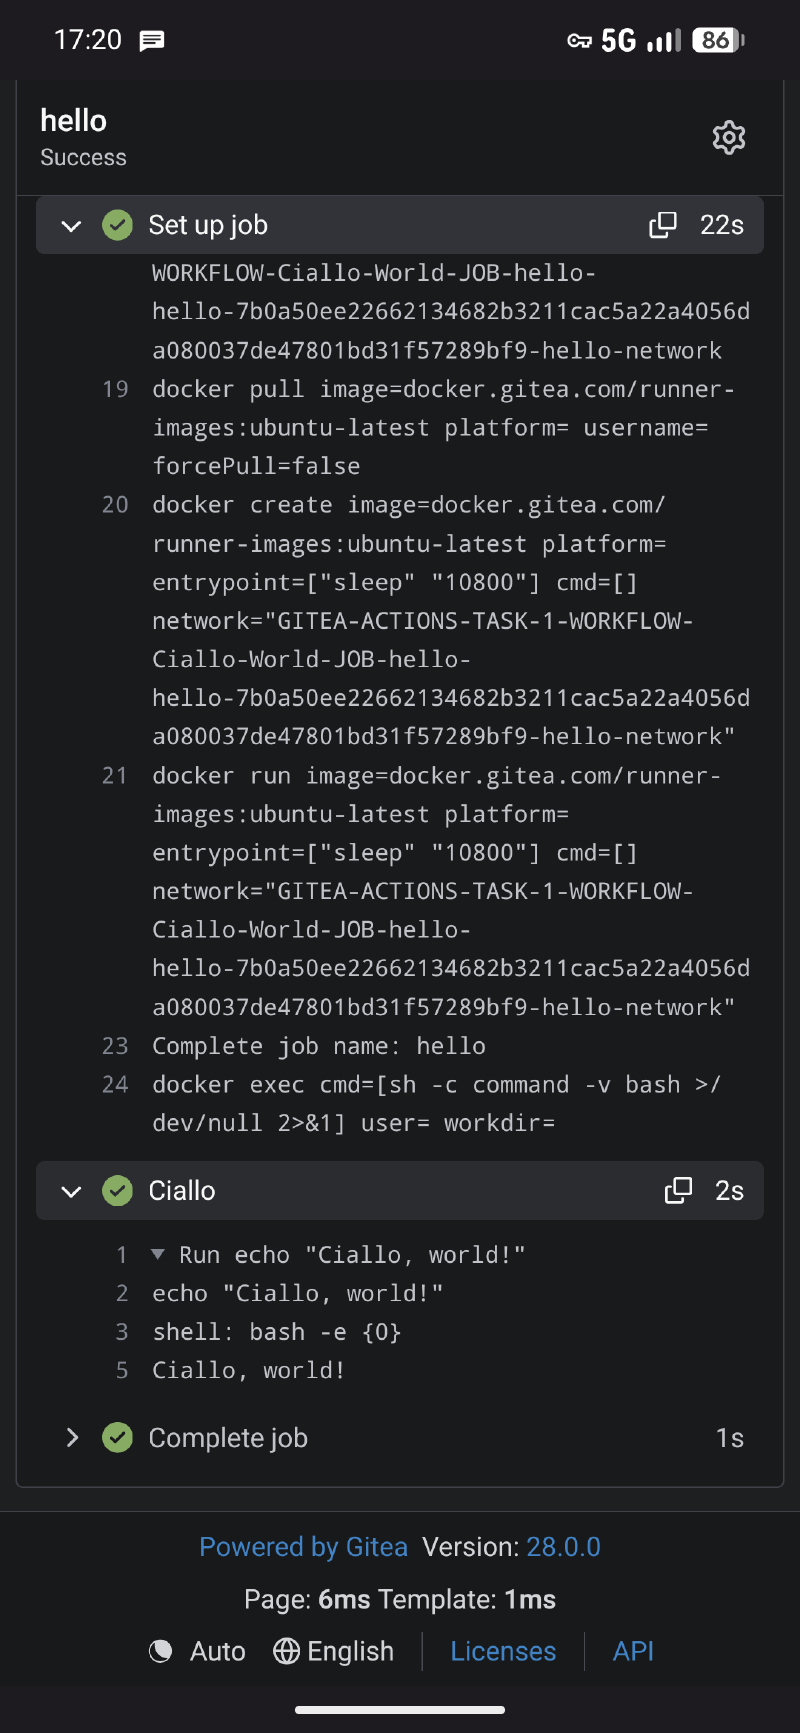 17:20
5G
86
hello
Success
Set up job
22s
WORKFLOW-Ciallo-World-JOB-hello-
hello-7b0a50ee22662134682b3211cac5a22a4056d
a080037de47801bd31f57289bf9-hello-network
19 docker pull image=docker.gitea.com/runner-
images:ubuntu-latest platform= username=
forcePull=false
20 docker create image=docker.gitea.com/
runner-images:ubuntu-latest platform=
entrypoint=["sleep" "10800"] cmd=[]
network="GITEA-ACTIONS-TASK-1-WORKFLOW-
Ciallo-World-JOB-hello-
hello-7b0a50ee22662134682b3211cac5a22a4056d
a080037de47801bd31f57289bf9-hello-network"
21 docker run image=docker.gitea.com/runner-
images:ubuntu-latest platform=
entrypoint=["sleep" "10800"] cmd=[]
network="GITEA-ACTIONS-TASK-1-WORKFLOW-
Ciallo-World-JOB-hello-
hello-7b0a50ee22662134682b3211cac5a22a4056d
a080037de47801bd31f57289bf9-hello-network"
23 Complete job name: hello
24 docker exec cmd=[sh -c command -v bash >/
dev/null 2>&1] user= workdir=
Ciallo
2s
1 ▼ Run echo "Ciallo, world!"
2 echo "Ciallo, world!"
3 shell: bash -e {0}
5 Ciallo, world!
Complete job
1s
Powered by Gitea Version: 28.0.0
Page: 6ms Template: 1ms
Auto English Licenses API